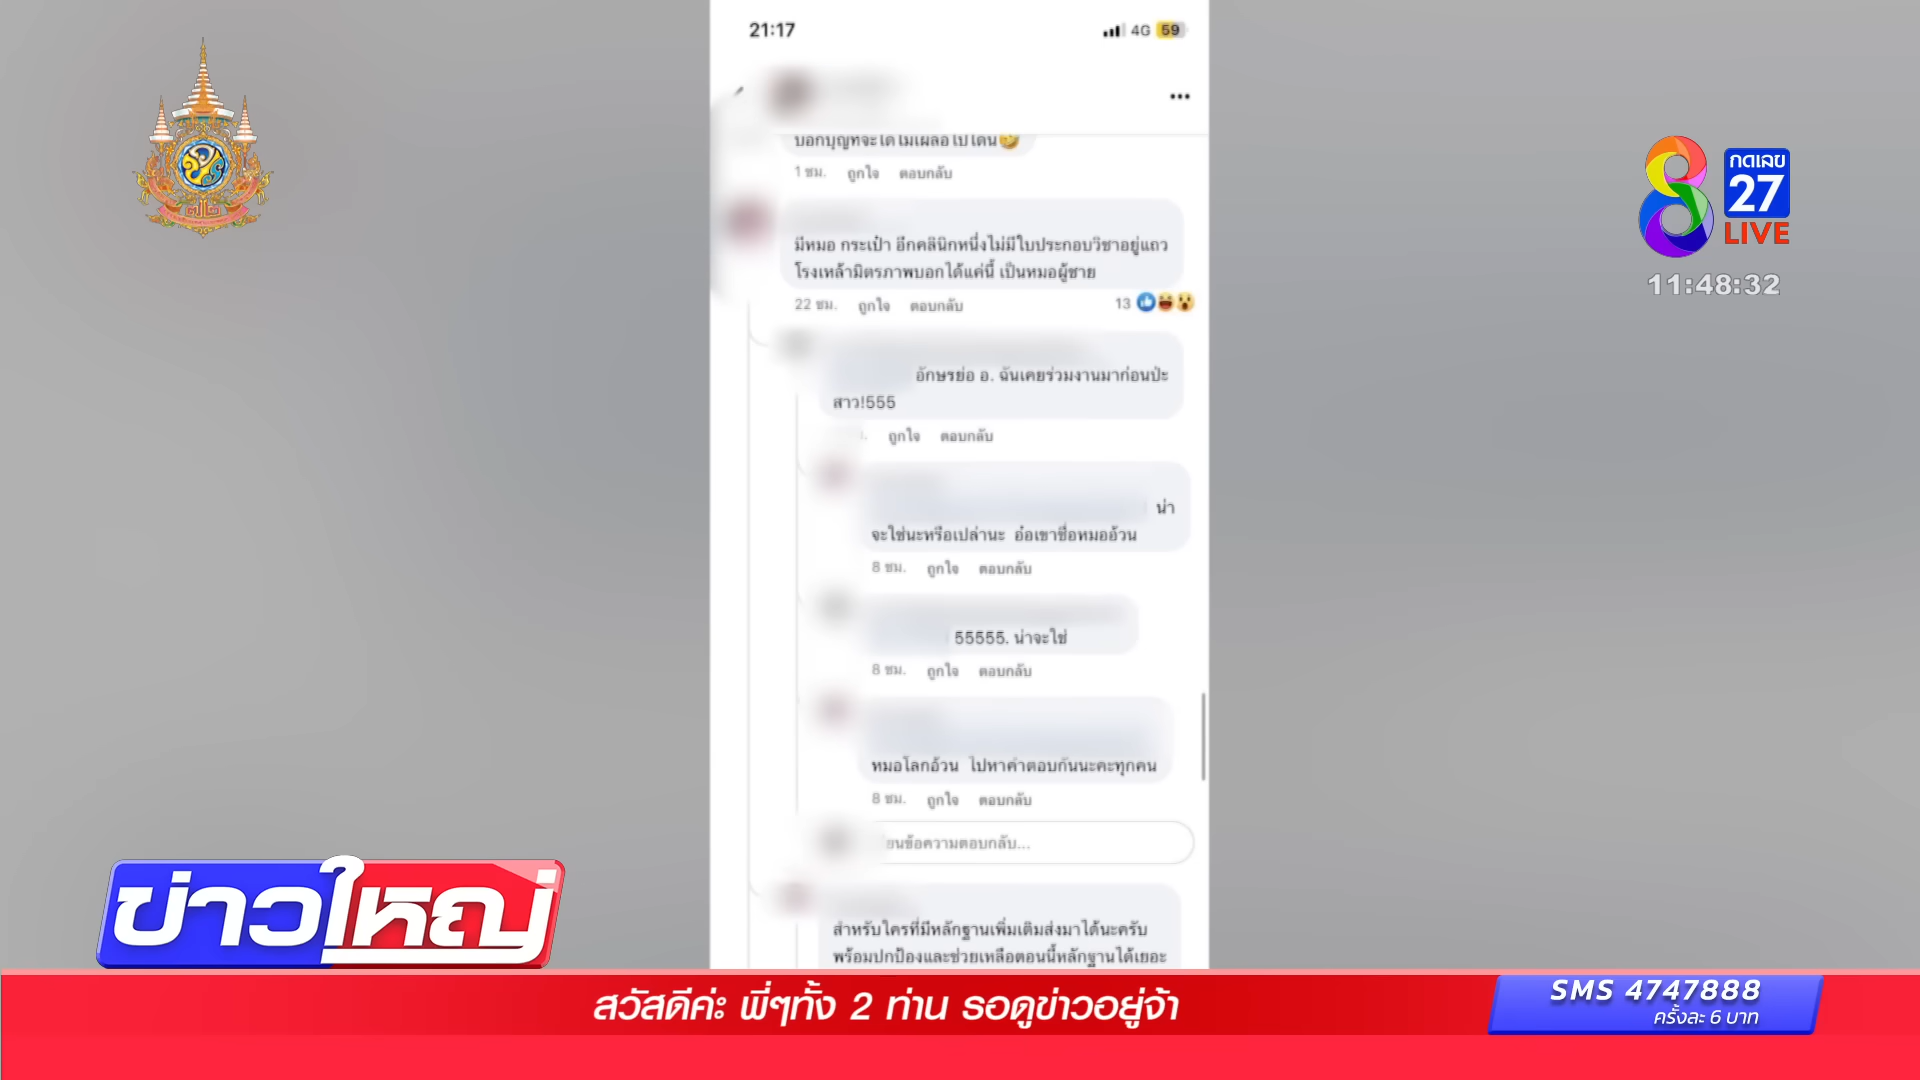 21:17
4G 59
1 ชม. ถูกใจ ตอบกลับ
มีหมอ กระเป๋า อีกคลินิกหนึ่งไม่มีใบประกอบวิชาอยู่แถว
โรงเหล้ามิตรภาพบอกได้แค่นี้ เป็นหมอผู้ชาย
22 ชม. ถูกใจ ตอบกลับ 13
อักษรย่อ อ. ฉันเคยร่วมงานมาก่อนป่ะ
สาว!555
ถูกใจ ตอบกลับ
น่า
จะใช่นะหรือเปล่านะ อ๋อเขาชื่อหมออ้วน
8 ชม. ถูกใจ ตอบกลับ
55555. น่าจะใช่
8 ชม. ถูกใจ ตอบกลับ
หมอโลกอ้วน ไปหาคำตอบกันนะคะทุกคน
8 ชม. ถูกใจ ตอบกลับ
ยนข้อความตอบกลับ...
สำหรับใครที่มีหลักฐานเพิ่มเติมส่งมาได้นะครับ
พร้อมปกป้องและช่วยเหลือตอนนี้หลักฐานได้เยอะ
8 กดเลข
27
LIVE
11:48:32
ข่าวใหญ่
สวัสดีค่ะ พี่ๆทั้ง 2 ท่าน รอดูข่าวอยู่จ้า
SMS 4747888
ครั้งละ 6 บาท